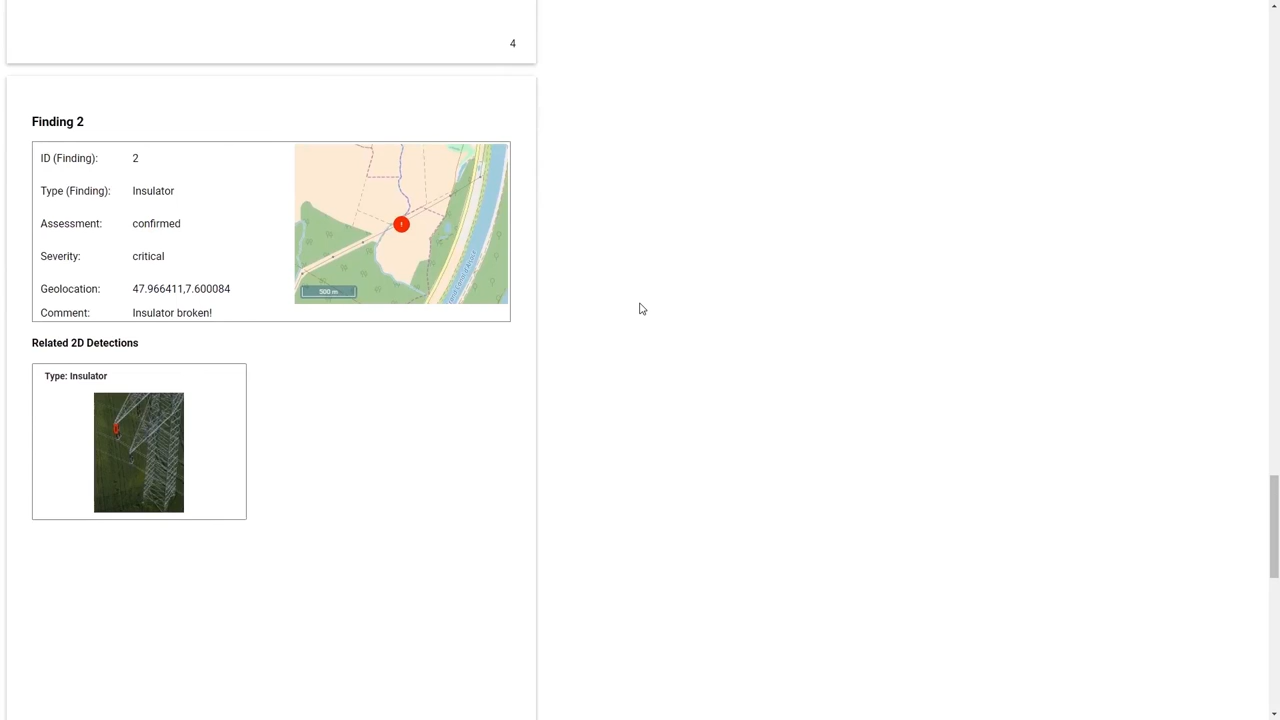 4
Finding 2
ID (Finding): 2
Type (Finding): Insulator
Assessment: confirmed
Severity: critical
Geolocation: 47.966411,7.600084
Comment: Insulator broken!
500 m
Related 2D Detections
Type: Insulator